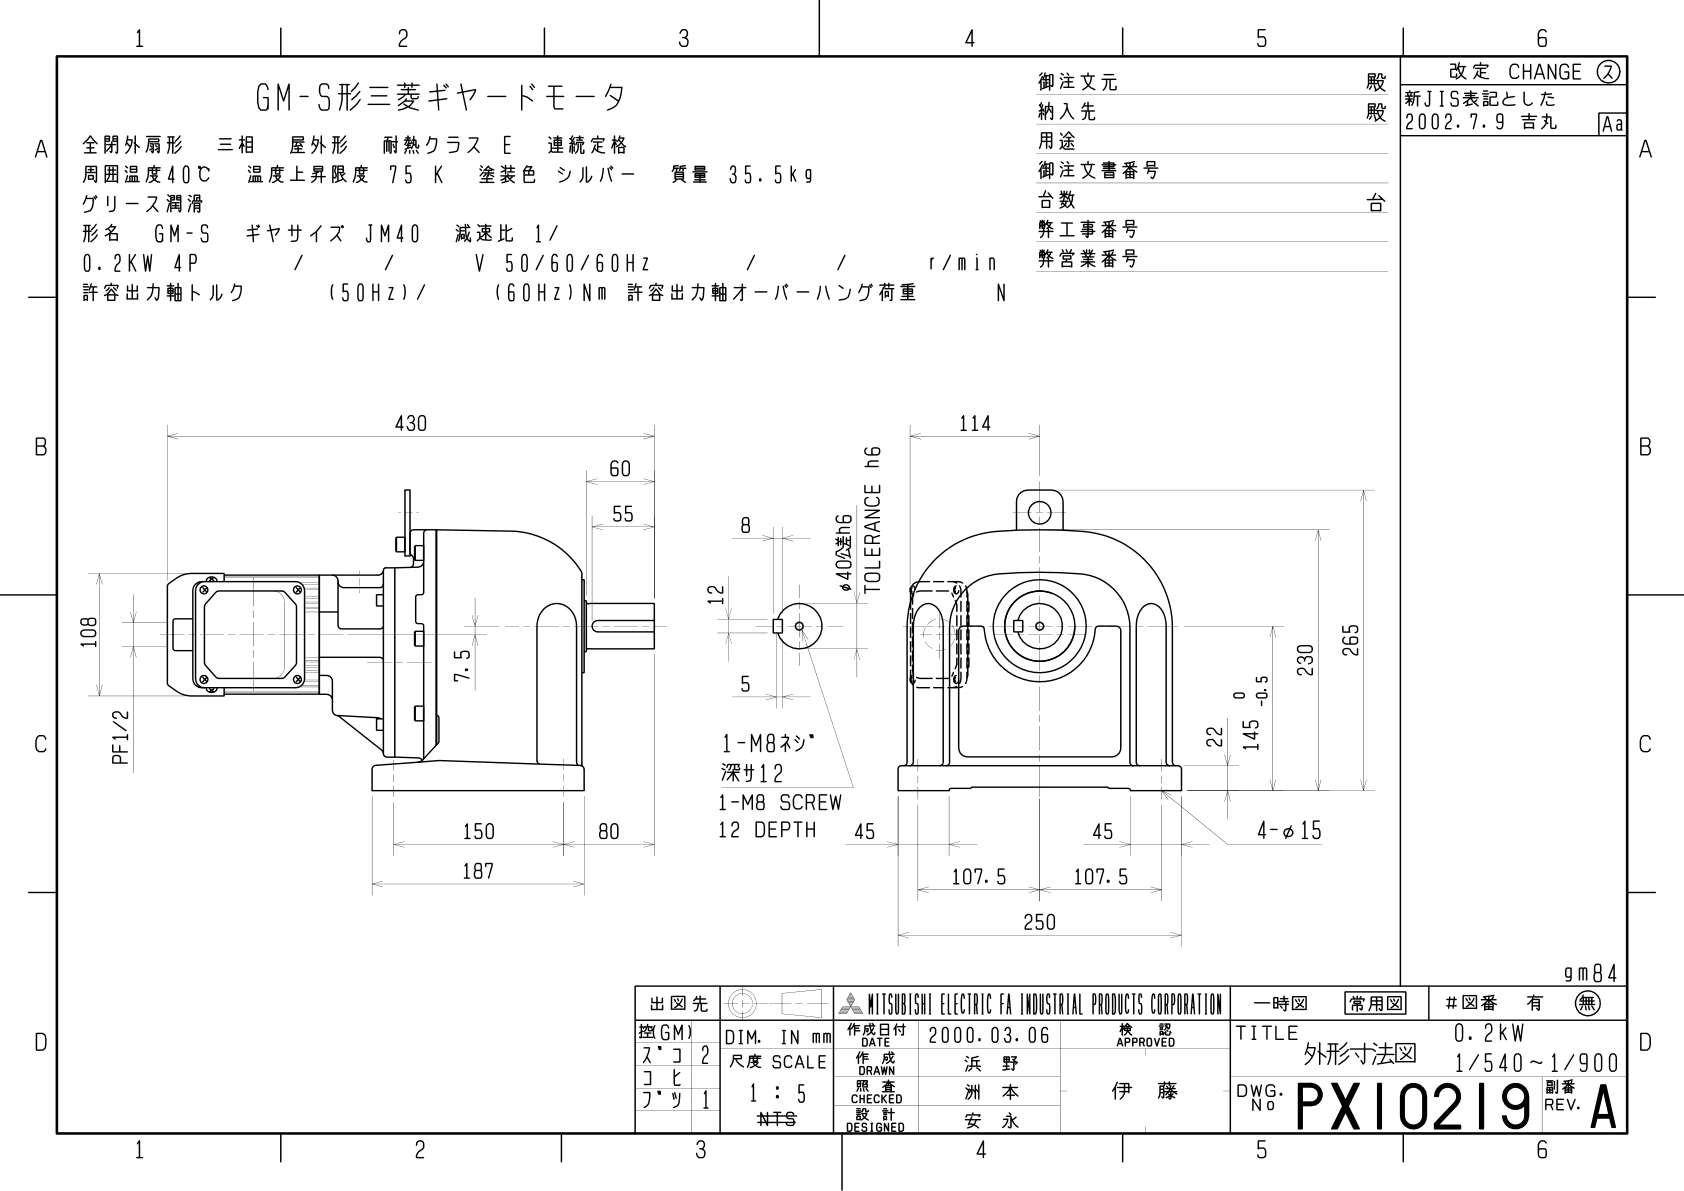 1 2 3 4 5 6
A A
B B
C C
D D
GM-S形三菱ギヤードモータ
全閉外扇形 三相 屋外形 耐熱クラス E 連続定格
周囲温度40℃ 温度上昇限度 75 K 塗装色 シルバー 質量 35.5kg
グリース潤滑
形名 GM-S ギヤサイズ JM40 減速比 1/
0.2KW 4P / / V 50/60/60Hz / / r/min
許容出力軸トルク (50Hz)/ (60Hz)Nm 許容出力軸オーバーハング荷重 N
御注文元 殿
納入先 殿
用途
御注文書番号
台数 台
弊工事番号
弊営業番号
改定 CHANGE ス
新JIS表記とした
2002.7.9 吉丸 Aa
430
60
55
108
PF1/2
7.5
150
80
187
8
12
5
φ40公差h6
TOLERANCE h6
1-M8ネジ
深サ12
1-M8 SCREW
12 DEPTH
114
265
230
145 0 -0.5
22
45
45
4-φ15
107.5
107.5
250
gm84
出図先
控(GM)
ズコ 2
コヒ
ブツ 1
DIM. IN mm
尺度 SCALE
1 : 5
NTS
MITSUBISHI ELECTRIC FA INDUSTRIAL PRODUCTS CORPORATION
作成日付 DATE 2000.03.06
検認 APPROVED
作成 DRAWN 浜野
照査 CHECKED 洲本
設計 DESIGNED 安永
伊藤
一時図 常用図 #図番 有 無
TITLE 0.2kW
外形寸法図 1/540~1/900
DWG. No PX10219 副番 REV. A
1 2 3 4 5 6